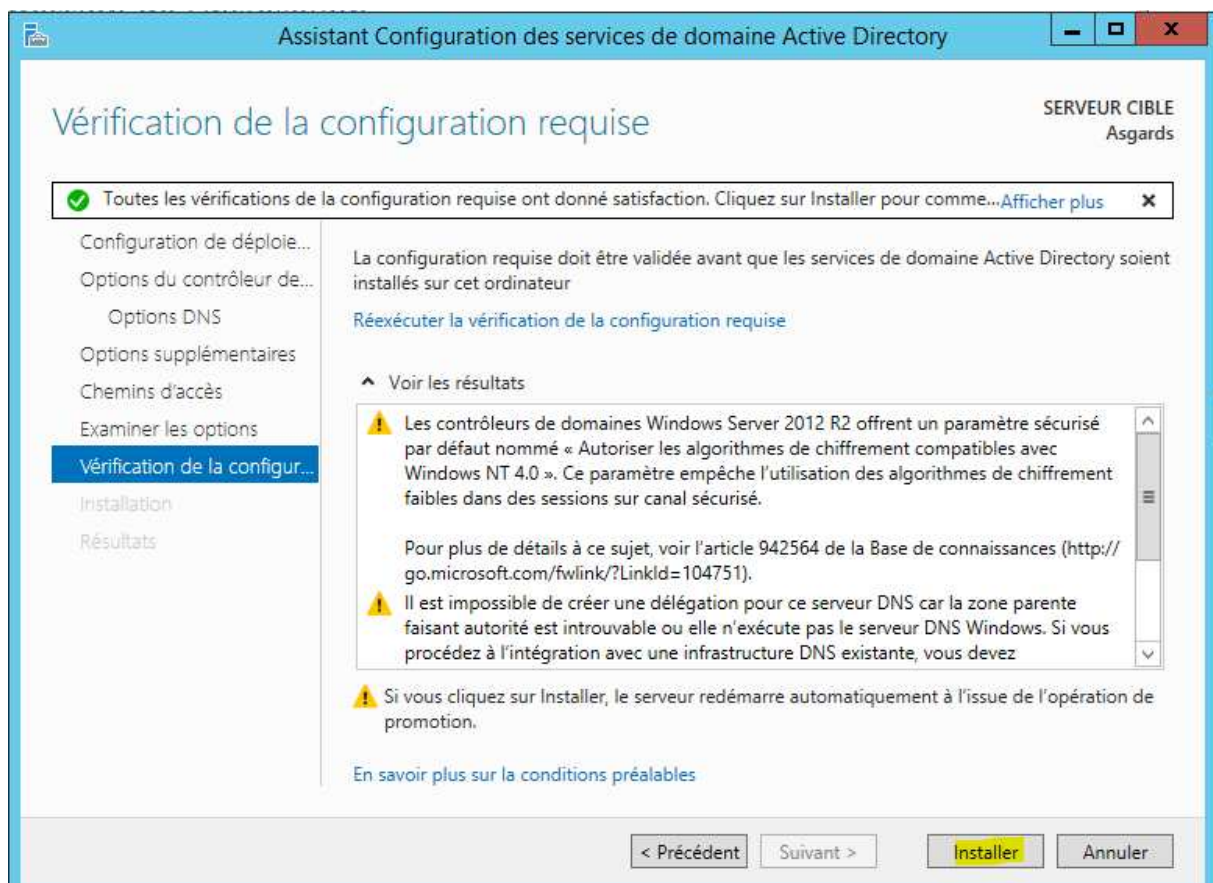 Assistant Configuration des services de domaine Active Directory
Vérification de la configuration requise
SERVEUR CIBLE
Asgards
Toutes les vérifications de la configuration requise ont donné satisfaction. Cliquez sur Installer pour comme...Afficher plus
Configuration de déploie...
Options du contrôleur de...
Options DNS
Options supplémentaires
Chemins d'accès
Examiner les options
Vérification de la configur...
Installation
Résultats
La configuration requise doit être validée avant que les services de domaine Active Directory soient
installés sur cet ordinateur
Réexécuter la vérification de la configuration requise
Voir les résultats
Les contrôleurs de domaines Windows Server 2012 R2 offrent un paramètre sécurisé
par défaut nommé « Autoriser les algorithmes de chiffrement compatibles avec
Windows NT 4.0 ». Ce paramètre empêche l'utilisation des algorithmes de chiffrement
faibles dans des sessions sur canal sécurisé.
Pour plus de détails à ce sujet, voir l'article 942564 de la Base de connaissances (http://
go.microsoft.com/fwlink/?LinkId=104751).
Il est impossible de créer une délégation pour ce serveur DNS car la zone parente
faisant autorité est introuvable ou elle n'exécute pas le serveur DNS Windows. Si vous
procédez à l'intégration avec une infrastructure DNS existante, vous devez
Si vous cliquez sur Installer, le serveur redémarre automatiquement à l'issue de l'opération de
promotion.
En savoir plus sur la conditions préalables
< Précédent
Suivant >
Installer
Annuler